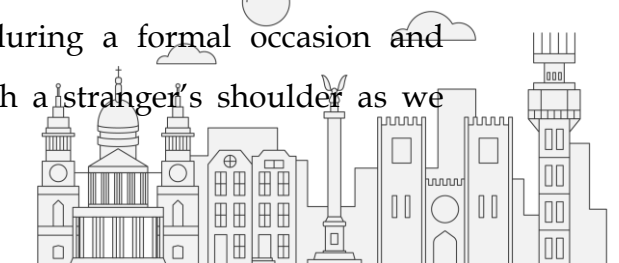 during a formal occasion and
h a stranger's shoulder as we